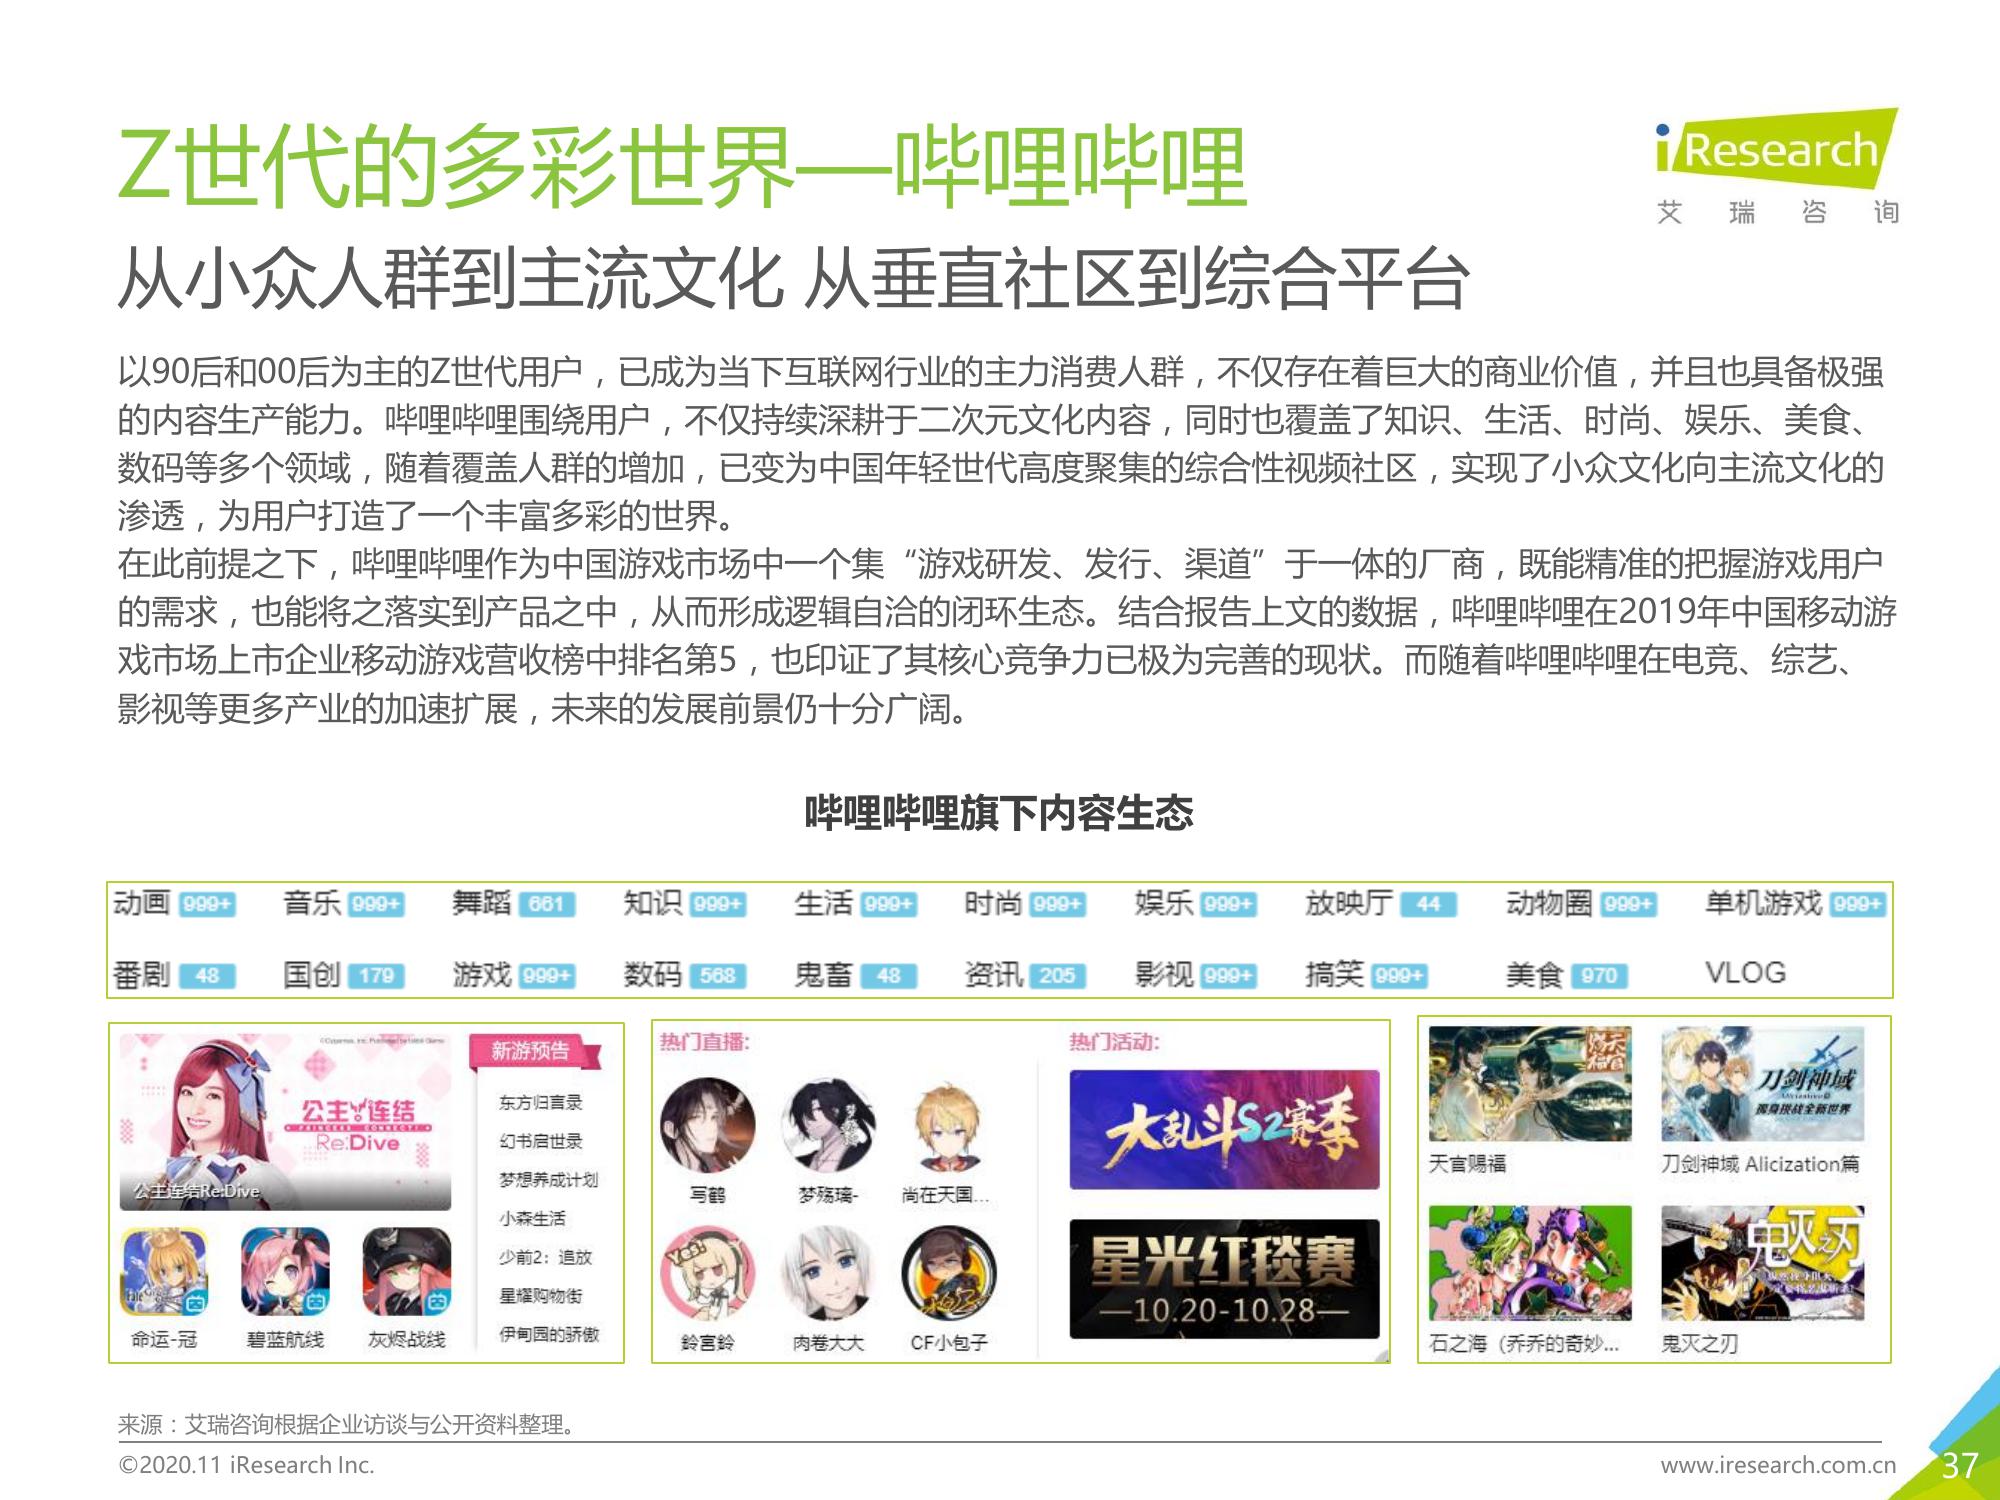 Z世代的多彩世界—哔哩哔哩
iResearch
艾瑞咨询
从小众人群到主流文化 从垂直社区到综合平台
以90后和00后为主的Z世代用户，已成为当下互联网行业的主力消费人群，不仅存在着巨大的商业价值，并且也具备极强
的内容生产能力。哔哩哔哩围绕用户，不仅持续深耕于二次元文化内容，同时也覆盖了知识、生活、时尚、娱乐、美食、
数码等多个领域，随着覆盖人群的增加，已变为中国年轻世代高度聚集的综合性视频社区，实现了小众文化向主流文化的
渗透，为用户打造了一个丰富多彩的世界。
在此前提之下，哔哩哔哩作为中国游戏市场中一个集“游戏研发、发行、渠道”于一体的厂商，既能精准的把握游戏用户
的需求，也能将之落实到产品之中，从而形成逻辑自洽的闭环生态。结合报告上文的数据，哔哩哔哩在2019年中国移动游
戏市场上市企业移动游戏营收榜中排名第5，也印证了其核心竞争力已极为完善的现状。而随着哔哩哔哩在电竞、综艺、
影视等更多产业的加速扩展，未来的发展前景仍十分广阔。
哔哩哔哩旗下内容生态
动画 999+ 音乐 999+ 舞蹈 661 知识 999+ 生活 999+ 时尚 999+ 娱乐 999+ 放映厅 44 动物圈 999+ 单机游戏 999+
番剧 48 国创 179 游戏 999+ 数码 568 鬼畜 48 资讯 205 影视 999+ 搞笑 999+ 美食 970 VLOG
公主连结
PRINCESS CONNECT!
Re:Dive
公主连结Re:Dive
命运-冠 碧蓝航线 灰烬战线
新游预告
东方归言录
幻书启世录
梦想养成计划
小森生活
少前2：追放
星耀购物街
伊甸园的骄傲
热门直播:
写鹤 梦殇璃- 尚在天国...
Yes!
鈴宮鈴 肉卷大大 CF小包子
热门活动:
大乱斗S2赛季
星光红毯赛
—10.20-10.28—
天官赐福
刀剑神域
天官赐福 刀剑神域 Alicization篇
鬼灭之刃
石之海（乔乔的奇妙... 鬼灭之刃
来源：艾瑞咨询根据企业访谈与公开资料整理。
©2020.11 iResearch Inc.
www.iresearch.com.cn
37